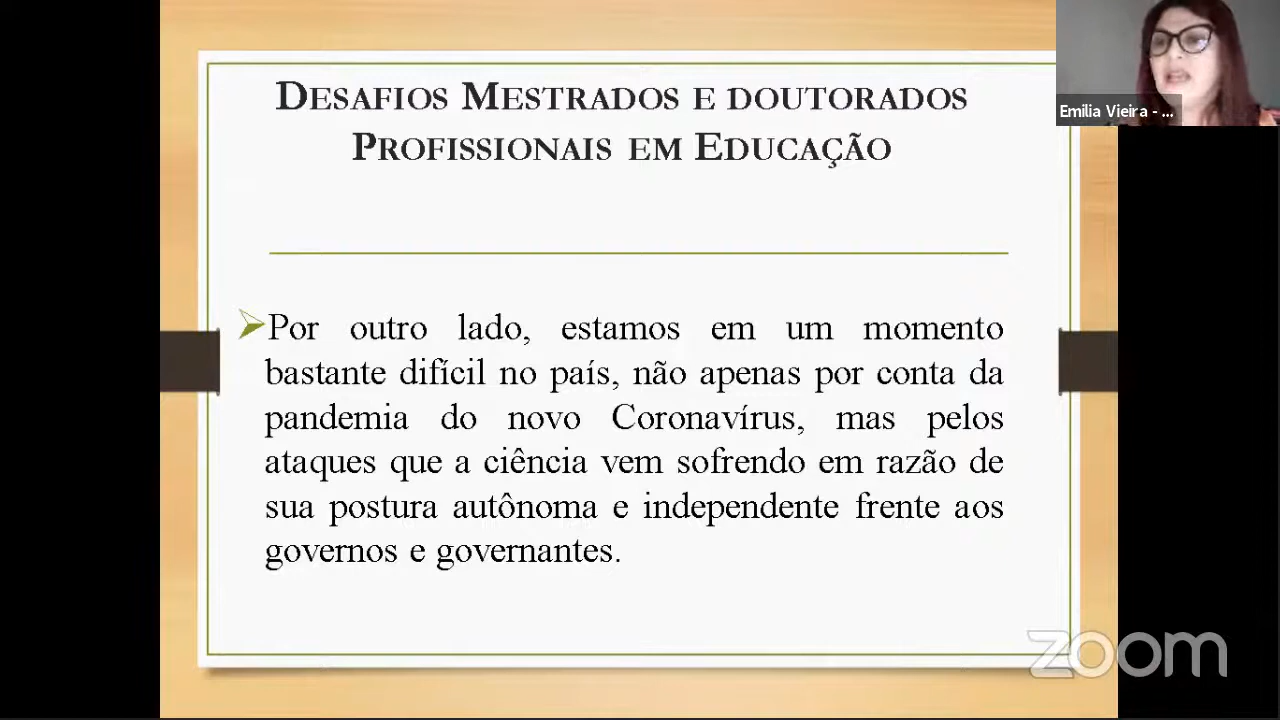 Desafios Mestrados e doutorados
Profissionais em Educação
Emilia Vieira - ...
Por outro lado, estamos em um momento
bastante difícil no país, não apenas por conta da
pandemia do novo Coronavírus, mas pelos
ataques que a ciência vem sofrendo em razão de
sua postura autônoma e independente frente aos
governos e governantes.
zoom